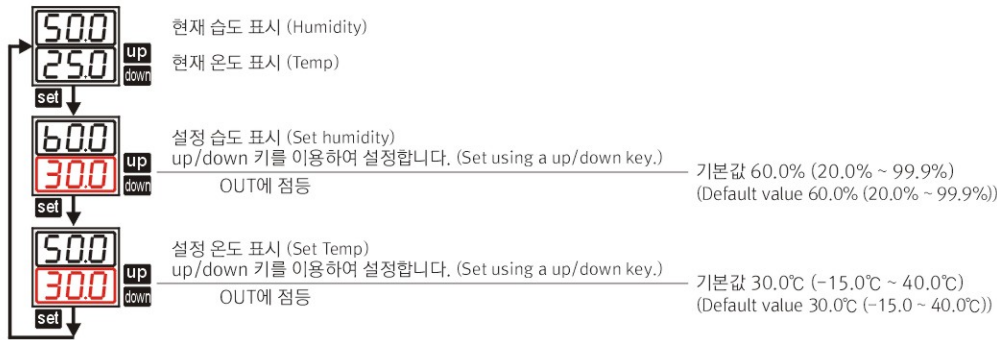 50.0
현재 습도 표시 (Humidity)
25.0
up
down
현재 온도 표시 (Temp)
set
60.0
설정 습도 표시 (Set humidity)
30.0
up
down
up/down 키를 이용하여 설정합니다. (Set using a up/down key.)
OUT에 점등
기본값 60.0% (20.0% ~ 99.9%)
(Default value 60.0% (20.0% ~ 99.9%))
set
50.0
설정 온도 표시 (Set Temp)
30.0
up
down
up/down 키를 이용하여 설정합니다. (Set using a up/down key.)
OUT에 점등
기본값 30.0℃ (-15.0℃ ~ 40.0℃)
(Default value 30.0℃ (-15.0 ~ 40.0℃))
set